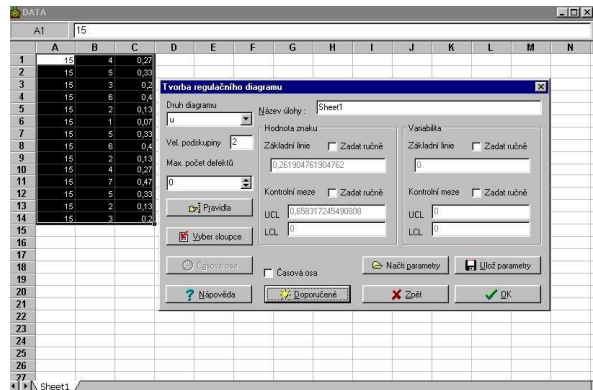 DATA
A1 15
A B C D E F G H I J K L M N
1 15 4 0,27
2 15 5 0,33
3 15 3 0,2
4 15 6 0,4
5 15 2 0,13
6 15 1 0,07
7 15 5 0,33
8 15 6 0,4
9 15 2 0,13
10 15 4 0,27
11 15 7 0,47
12 15 5 0,33
13 15 2 0,13
14 15 3 0,2
15
16
17
18
19
20
21
22
23
24
25
26
27
Sheet1
Tvorba regulačního diagramu
Druh diagramu
u
Vel. podskupiny 2
Max. počet defektů
0
Pravidla
Vyber sloupce
Časová osa
Nápověda
Název úlohy : Sheet1
Hodnota znaku
Základní linie Zadat ručně
0,261904761904762
Kontrolní meze Zadat ručně
UCL 0,658317245490808
LCL 0
Variabilita
Základní linie Zadat ručně
0
Kontrolní meze Zadat ručně
UCL 0
LCL 0
Časová osa
Načti parametry
Ulož parametry
Doporučené
Zpět
OK